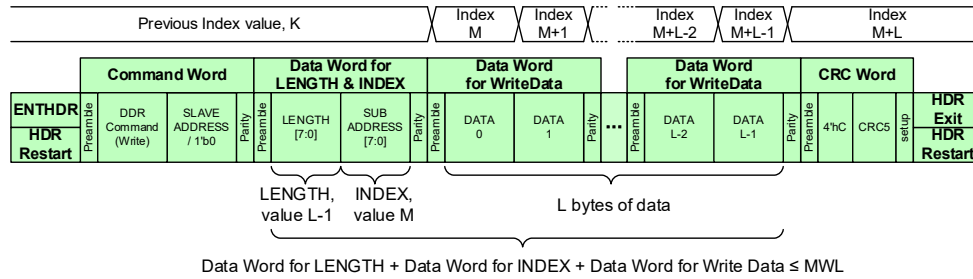 Previous Index value, K
Index
M
Index
M+1
Index
M+L-2
Index
M+L-1
Index
M+L
Command Word
Data Word for
LENGTH & INDEX
Data Word
for WriteData
Data Word
for WriteData
CRC Word
ENTHDR
HDR
Restart
Preamble
DDR
Command
(Write)
SLAVE
ADDRESS
/ 1'b0
Parity
Preamble
LENGTH
[7:0]
SUB
ADDRESS
[7:0]
Parity
Preamble
DATA
0
DATA
1
Parity
...
Preamble
DATA
L-2
DATA
L-1
Parity
Preamble
4'hC
CRC5
setup
HDR
Exit
HDR
Restart
LENGTH,
value L-1
INDEX,
value M
L bytes of data
Data Word for LENGTH + Data Word for INDEX + Data Word for Write Data ≤ MWL